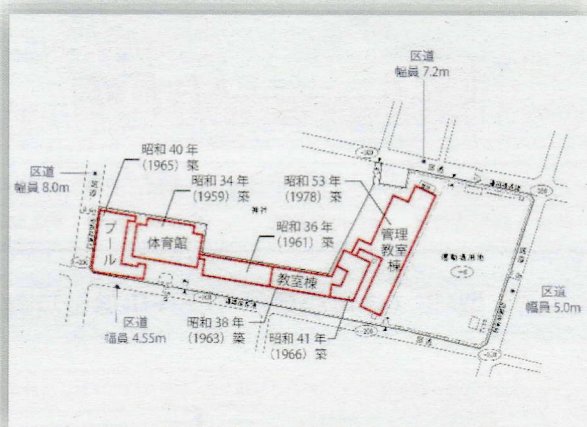 区道
幅員 7.2m
昭和 40 年
（1965）築
区道
幅員 8.0m
昭和 34 年
（1959）築
昭和 53 年
（1978）築
昭和 36 年
（1961）築
プール
体育館
管理
教室
棟
教室棟
区道
幅員 5.0m
区道
幅員 4.55m
昭和 38 年
（1963）築
昭和 41 年
（1966）築